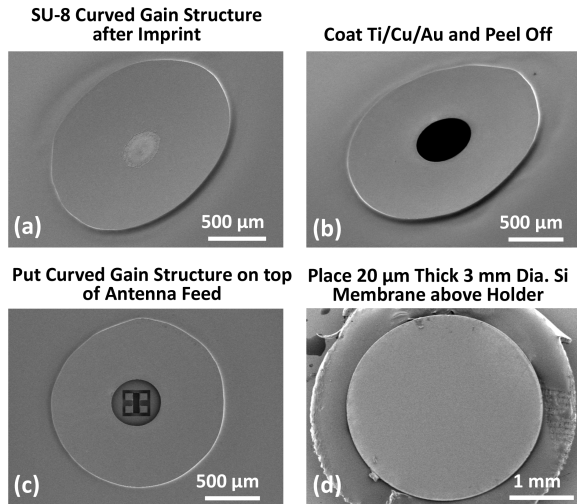 SU-8 Curved Gain Structure
after Imprint
Coat Ti/Cu/Au and Peel Off
(a)
500 μm
(b)
500 μm
Put Curved Gain Structure on top
of Antenna Feed
Place 20 μm Thick 3 mm Dia. Si
Membrane above Holder
(c)
500 μm
(d)
1 mm